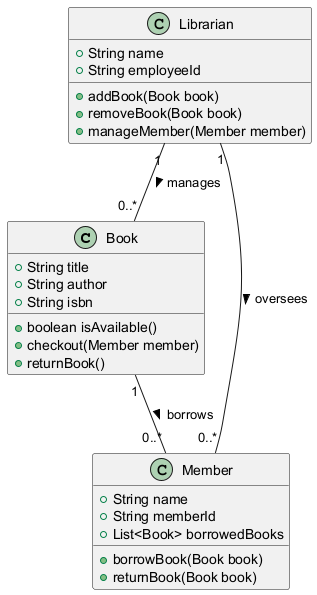 C Librarian
String name
String employeeId
addBook(Book book)
removeBook(Book book)
manageMember(Member member)
1
1
manages
0..*
C Book
String title
String author
String isbn
boolean isAvailable()
checkout(Member member)
returnBook()
oversees
1
borrows
0..*
0..*
C Member
String name
String memberId
List<Book> borrowedBooks
borrowBook(Book book)
returnBook(Book book)